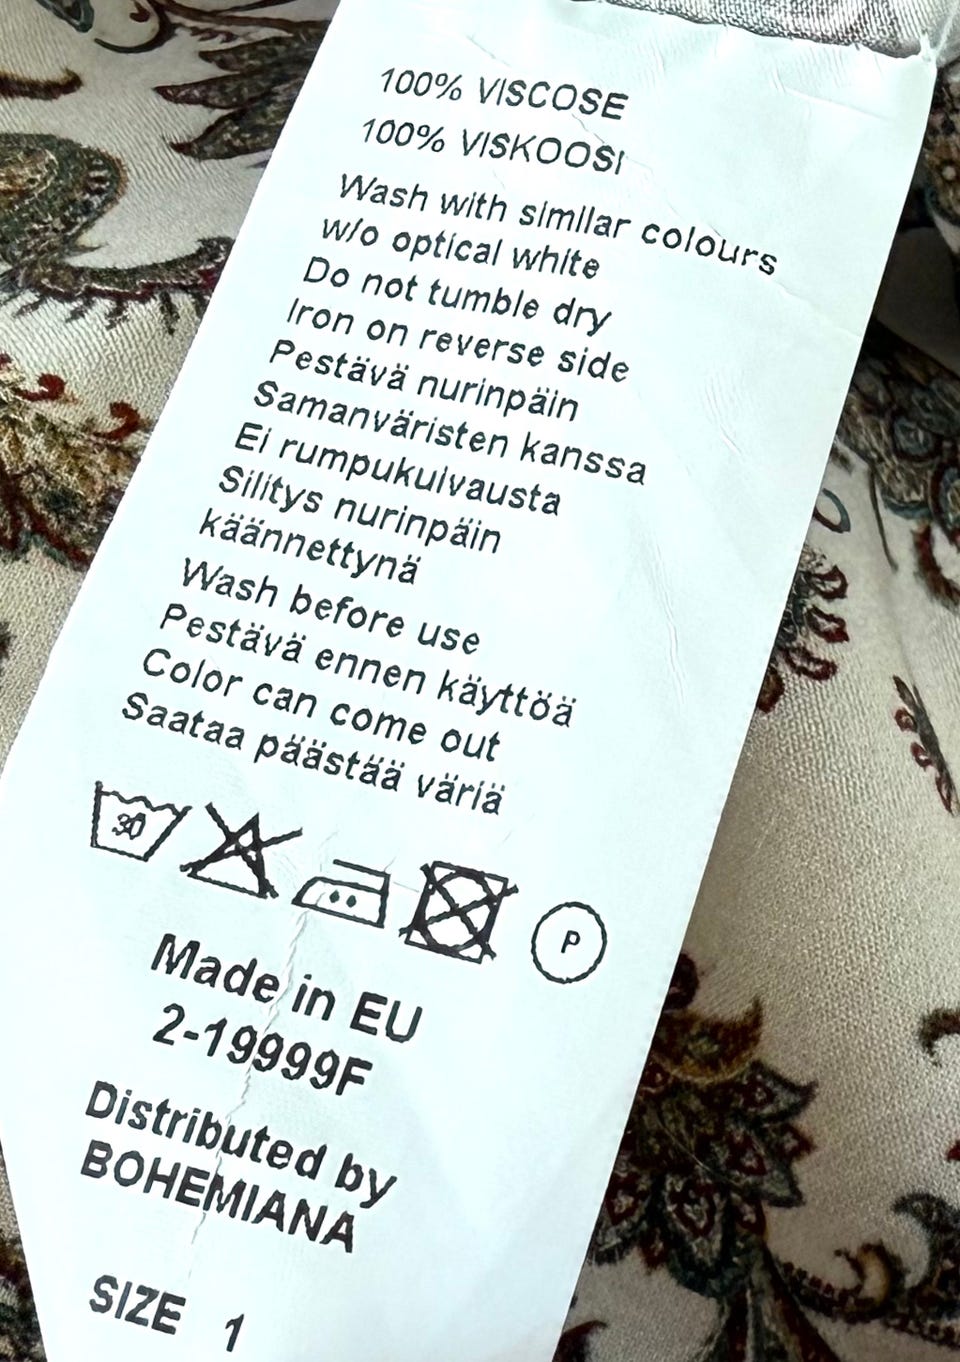 100% VISCOSE
100% VISKOOSI
Wash with similar colours
w/o optical white
Do not tumble dry
Iron on reverse side
Pestävä nurinpäin
Samanväristen kanssa
Ei rumpukuivausta
Silitys nurinpäin
käännettynä
Wash before use
Pestävä ennen käyttöä
Color can come out
Saataa päästää väriä
30 P
Made in EU
2-19999F
Distributed by
BOHEMIANA
SIZE 1